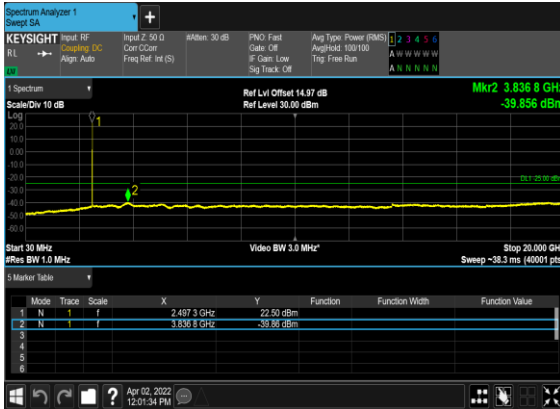 Spectrum Analyzer 1
Swept SA
KEYSIGHT
RL
Input: RF
Coupling: DC
Align: Auto
Input Z: 50 Ω
Corr CCorr
Freq Ref: Int (S)
#Atten: 30 dB
PNO: Fast
Gate: Off
IF Gain: Low
Sig Track: Off
Avg Type: Power (RMS)
Avg|Hold: 100/100
Trig: Free Run
1 2 3 4 5 6
A W W W W W
A N N N N N
1 Spectrum
Scale/Div 10 dB
Ref Lvl Offset 14.97 dB
Ref Level 30.00 dBm
Mkr2 3.836 8 GHz
-39.856 dBm
Log
20.0
10.0
0.00
-10.0
-20.0
-30.0
-40.0
-50.0
-60.0
1
2
DL1 -25.00 dBm
Start 30 MHz
#Res BW 1.0 MHz
Video BW 3.0 MHz*
Stop 20.000 GHz
Sweep ~38.3 ms (40001 pts)
5 Marker Table
Mode Trace Scale X Y Function Function Width Function Value
1 N 1 f 2.497 3 GHz 22.50 dBm
2 N 1 f 3.836 8 GHz -39.86 dBm
3
4
5
6
?
Apr 02, 2022
12:01:34 PM